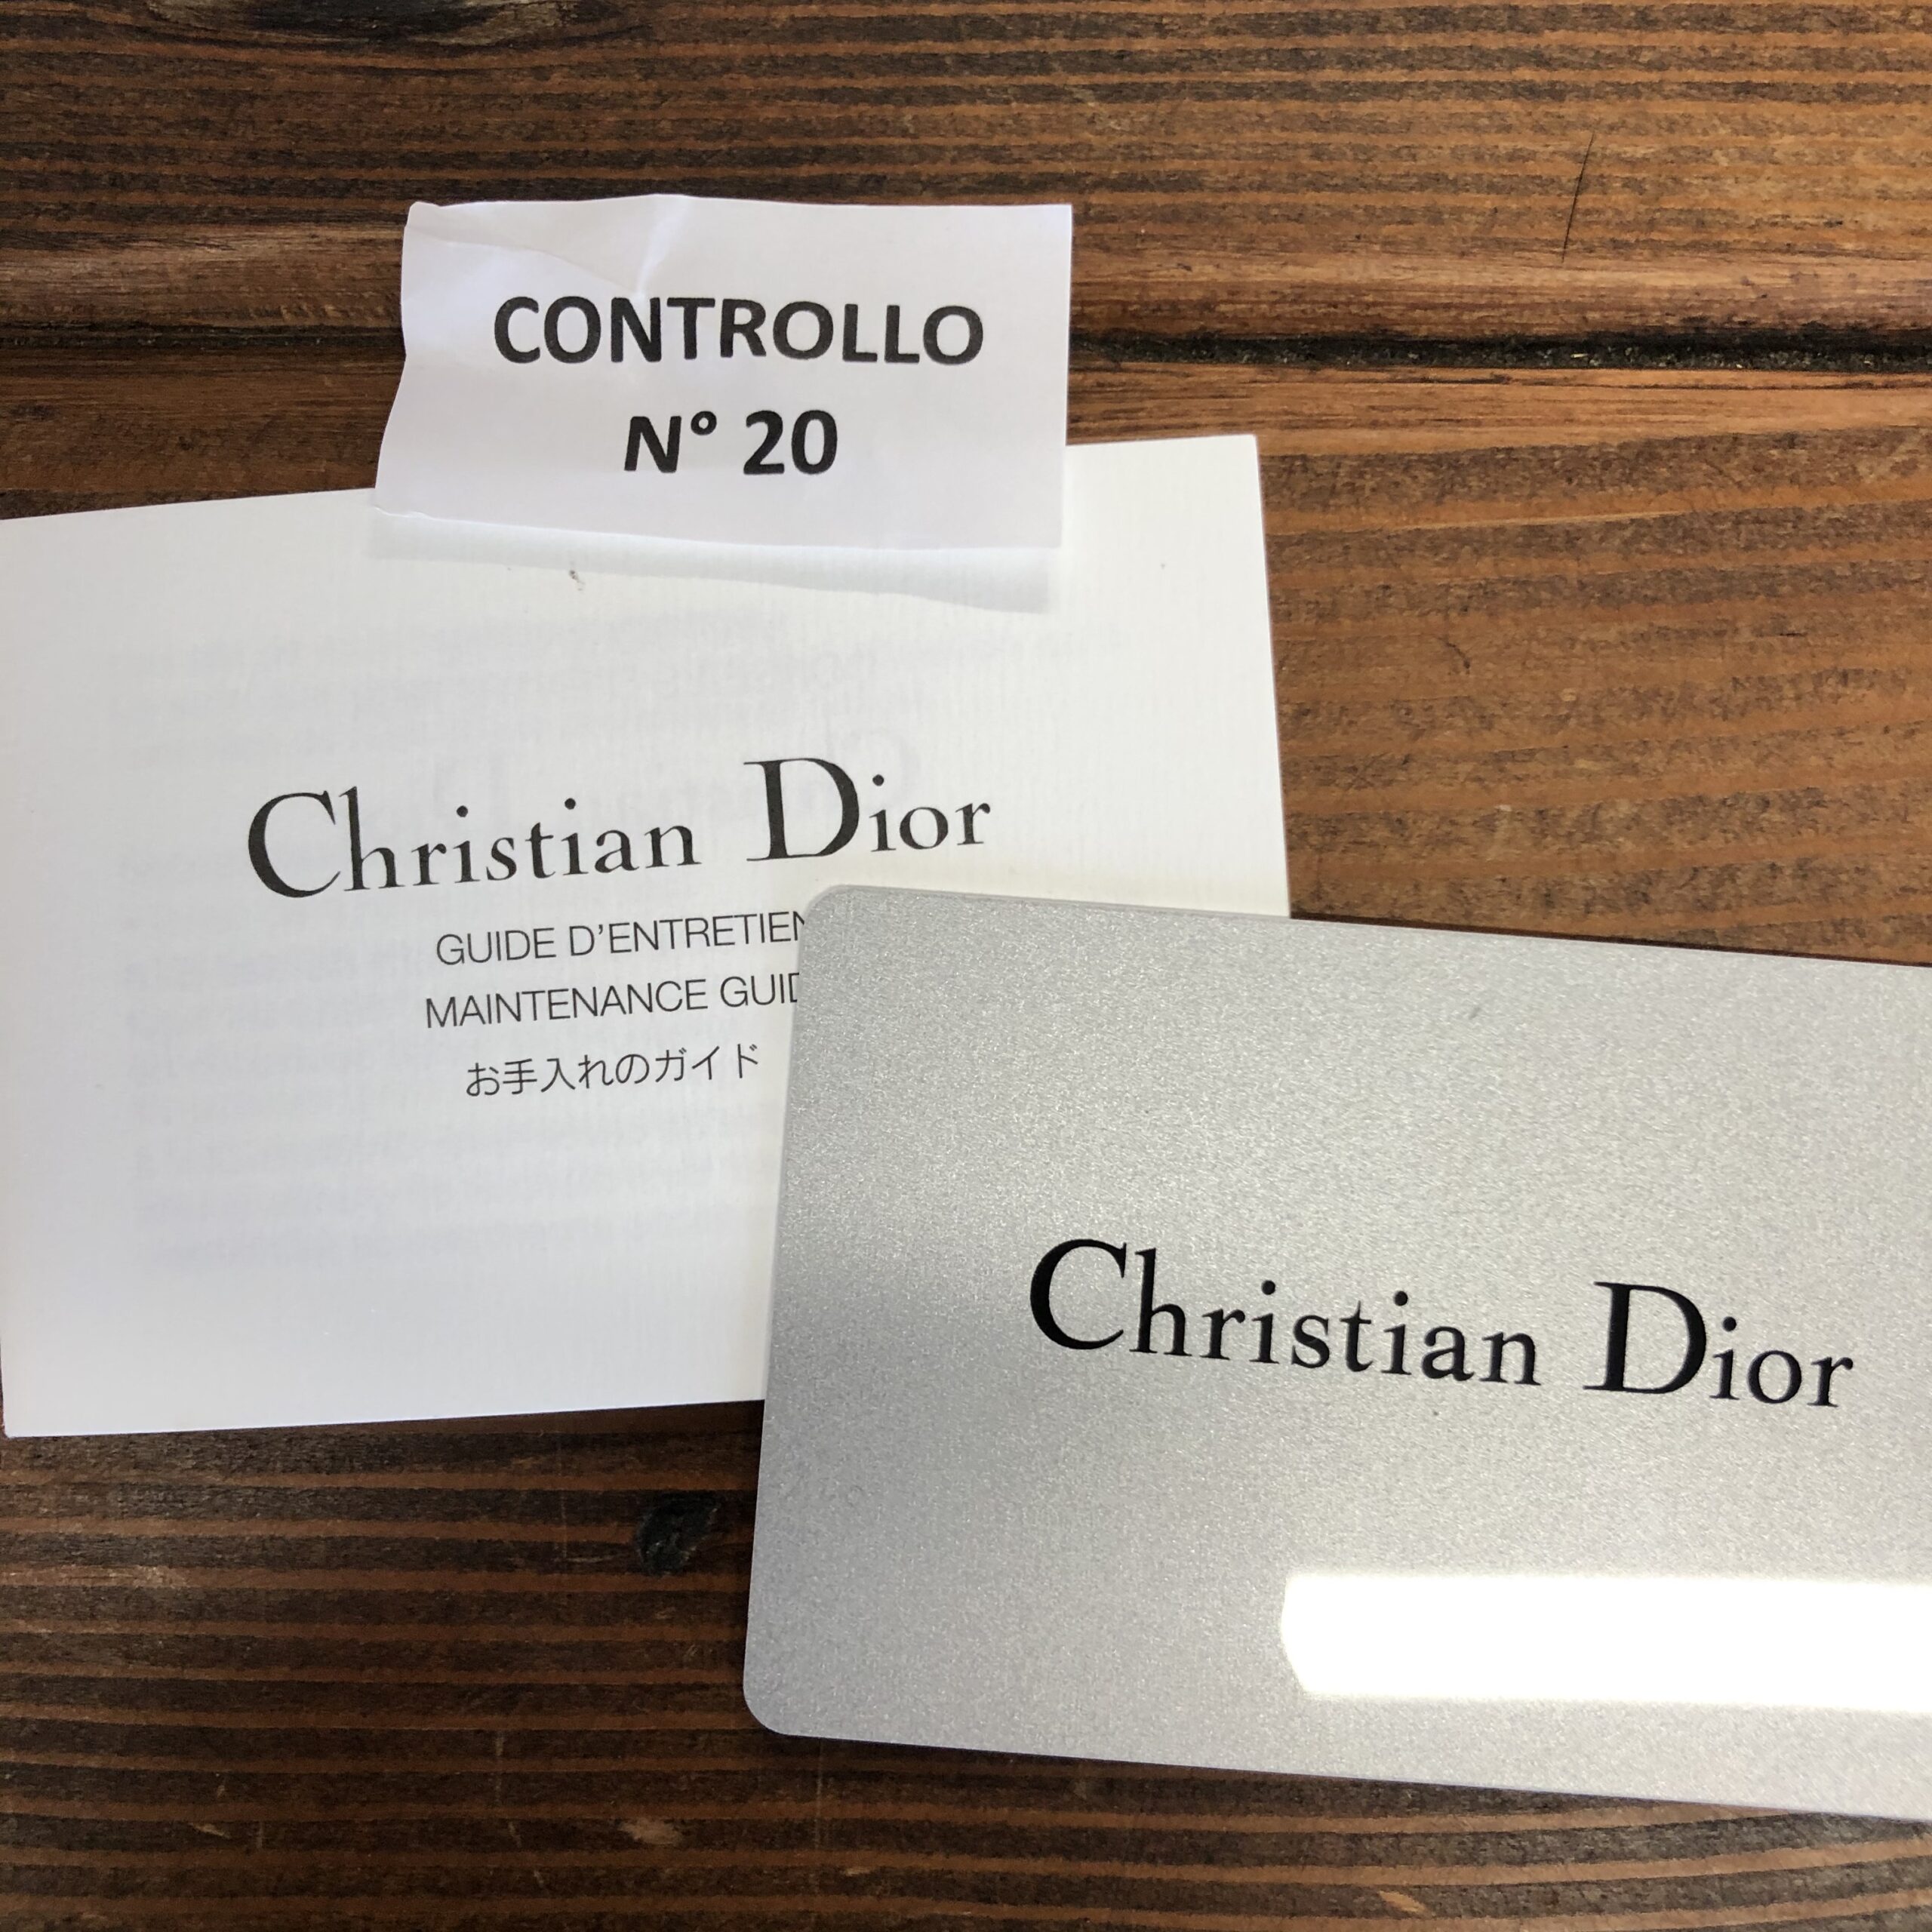 CONTROLLO
N° 20
Christian Dior
GUIDE D'ENTRETIEN
MAINTENANCE GUID
お手入れのガイド
Christian Dior